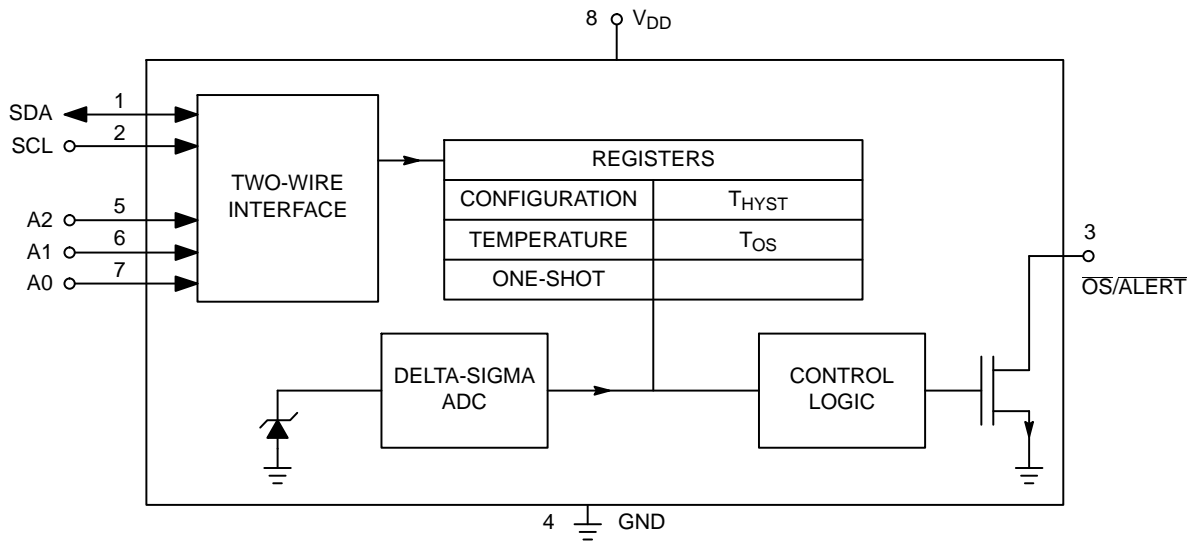 8 VDD
SDA 1
SCL 2
A2 5
A1 6
A0 7
TWO-WIRE
INTERFACE
REGISTERS
CONFIGURATION THYST
TEMPERATURE TOS
ONE-SHOT
3
OS/ALERT
DELTA-SIGMA
ADC
CONTROL
LOGIC
4 GND